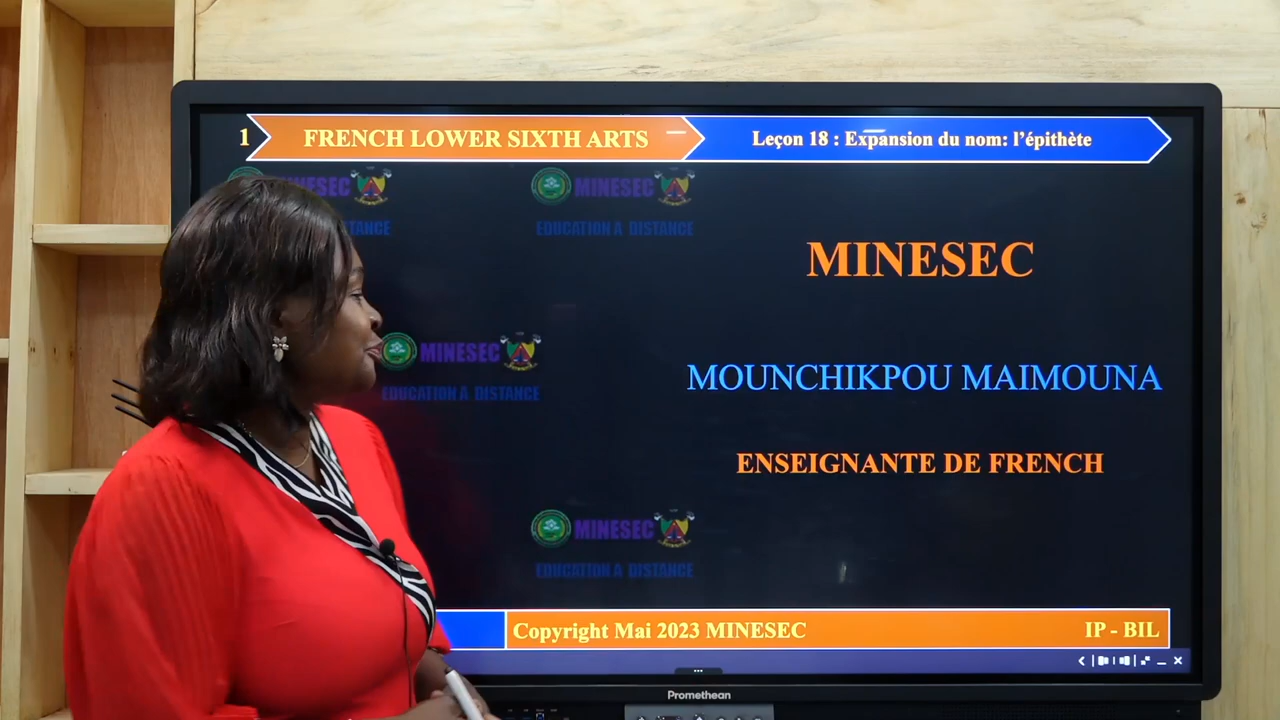 1
FRENCH LOWER SIXTH ARTS
Leçon 18 : Expansion du nom: l'épithète
MINESEC
EDUCATION A DISTANCE
MINESEC
MOUNCHIKPOU MAIMOUNA
MINESEC
EDUCATION A DISTANCE
ENSEIGNANTE DE FRENCH
MINESEC
EDUCATION A DISTANCE
Copyright Mai 2023 MINESEC
IP - BIL
Promethean